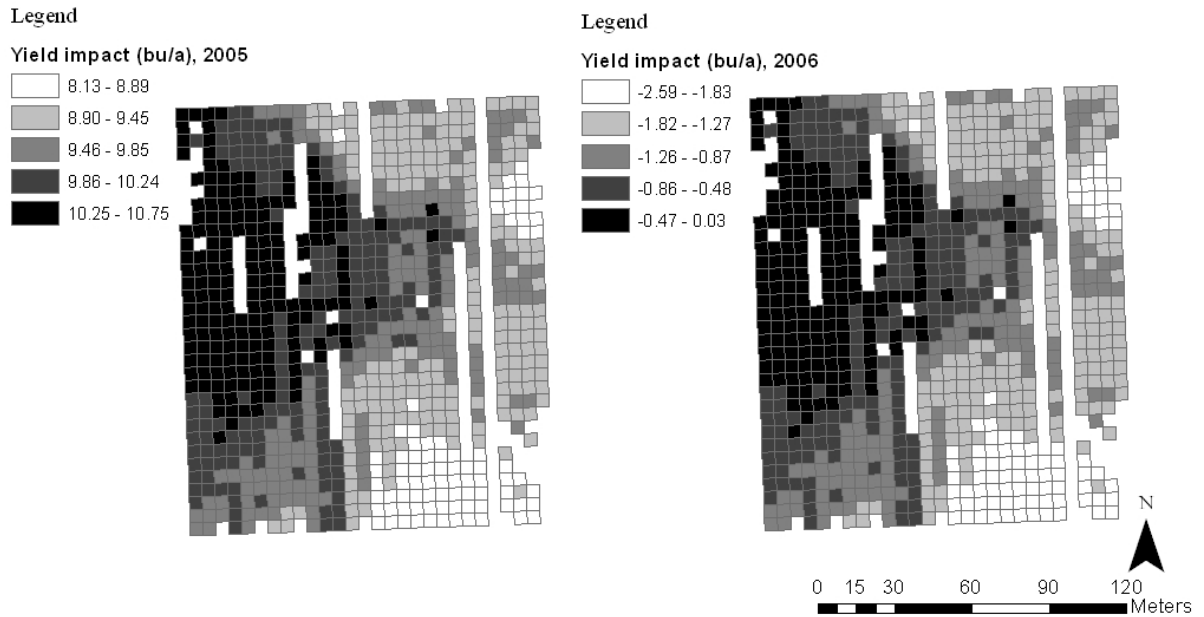 Legend
Yield impact (bu/a), 2005
8.13 - 8.89
8.90 - 9.45
9.46 - 9.85
9.86 - 10.24
10.25 - 10.75
Legend
Yield impact (bu/a), 2006
-2.59 - -1.83
-1.82 - -1.27
-1.26 - -0.87
-0.86 - -0.48
-0.47 - 0.03
N
0 15 30 60 90 120
Meters